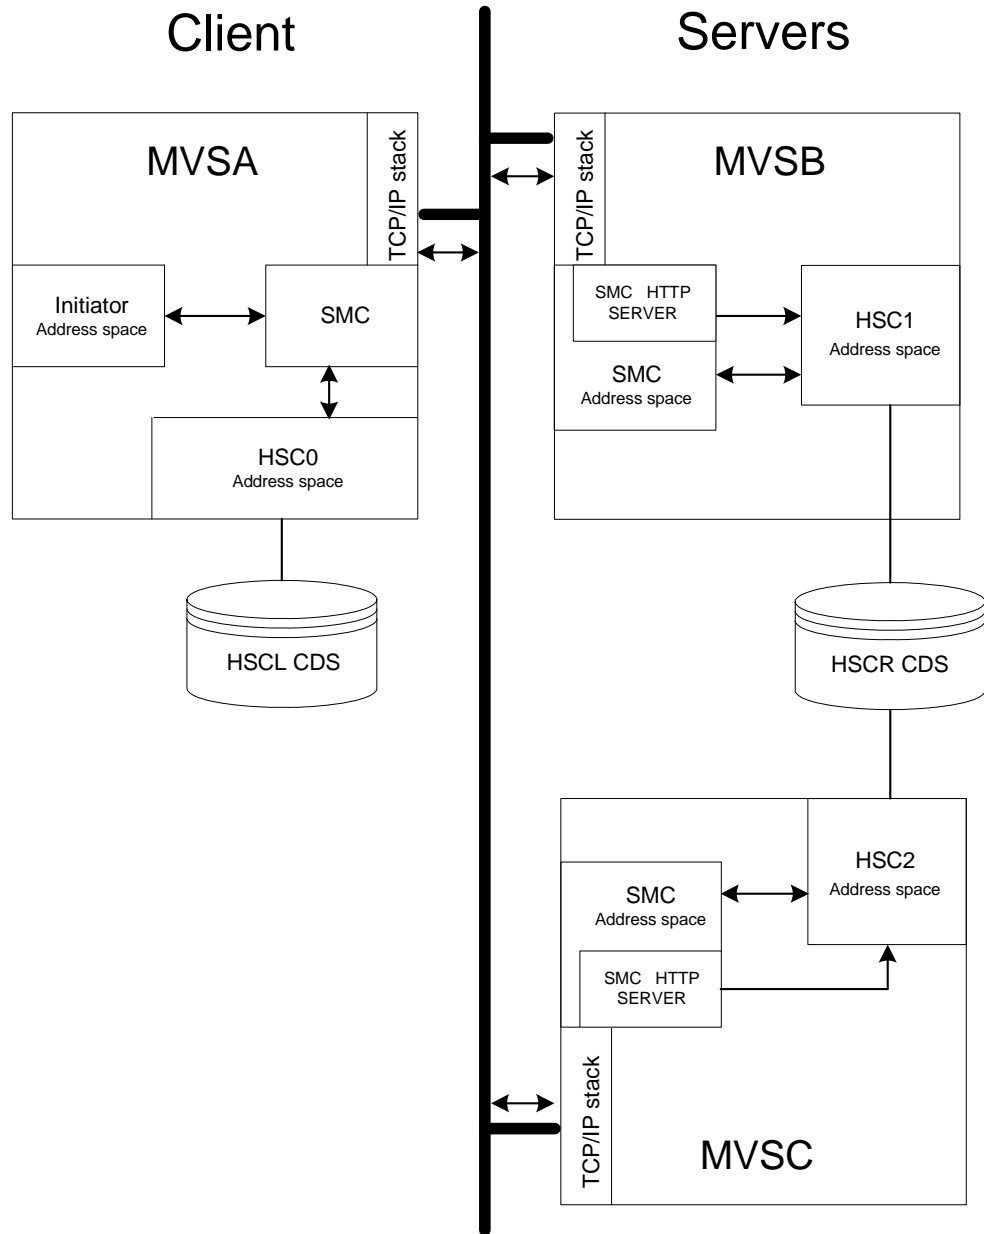 Client
Servers
MVSA
TCP/IP stack
Initiator
Address space
SMC
HSC0
Address space
HSCL CDS
MVSB
TCP/IP stack
SMC HTTP
SERVER
SMC
Address space
HSC1
Address space
HSCR CDS
HSC2
Address space
SMC
Address space
SMC HTTP
SERVER
TCP/IP stack
MVSC